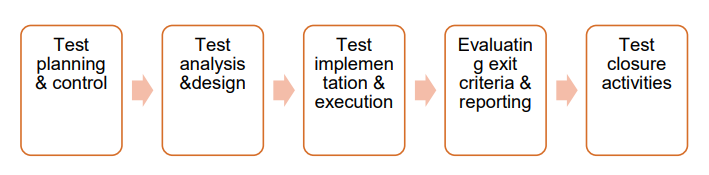 Test
planning
& control
Test
analysis
&design
Test
implemen
tation &
execution
Evaluatin
g exit
criteria &
reporting
Test
closure
activities